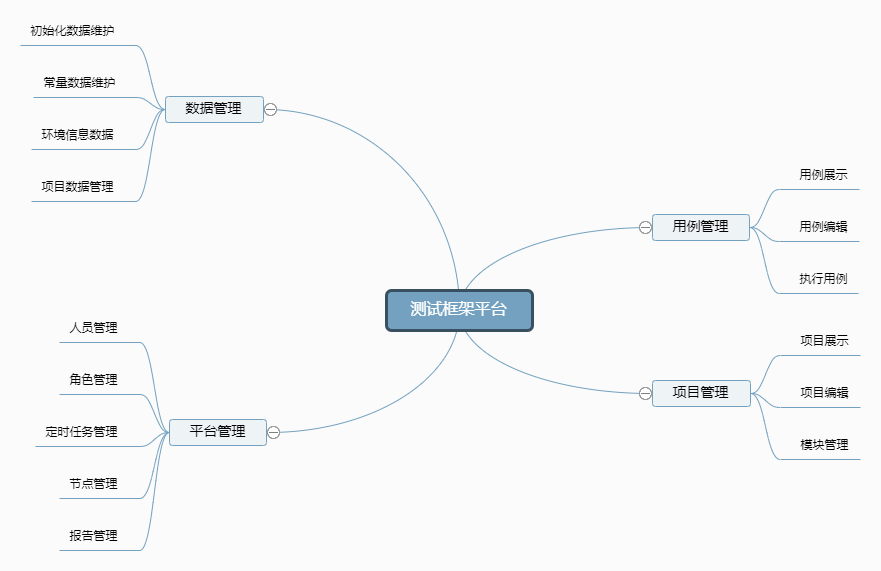 测试框架平台
数据管理
初始化数据维护
常量数据维护
环境信息数据
项目数据管理
平台管理
人员管理
角色管理
定时任务管理
节点管理
报告管理
用例管理
用例展示
用例编辑
执行用例
项目管理
项目展示
项目编辑
模块管理